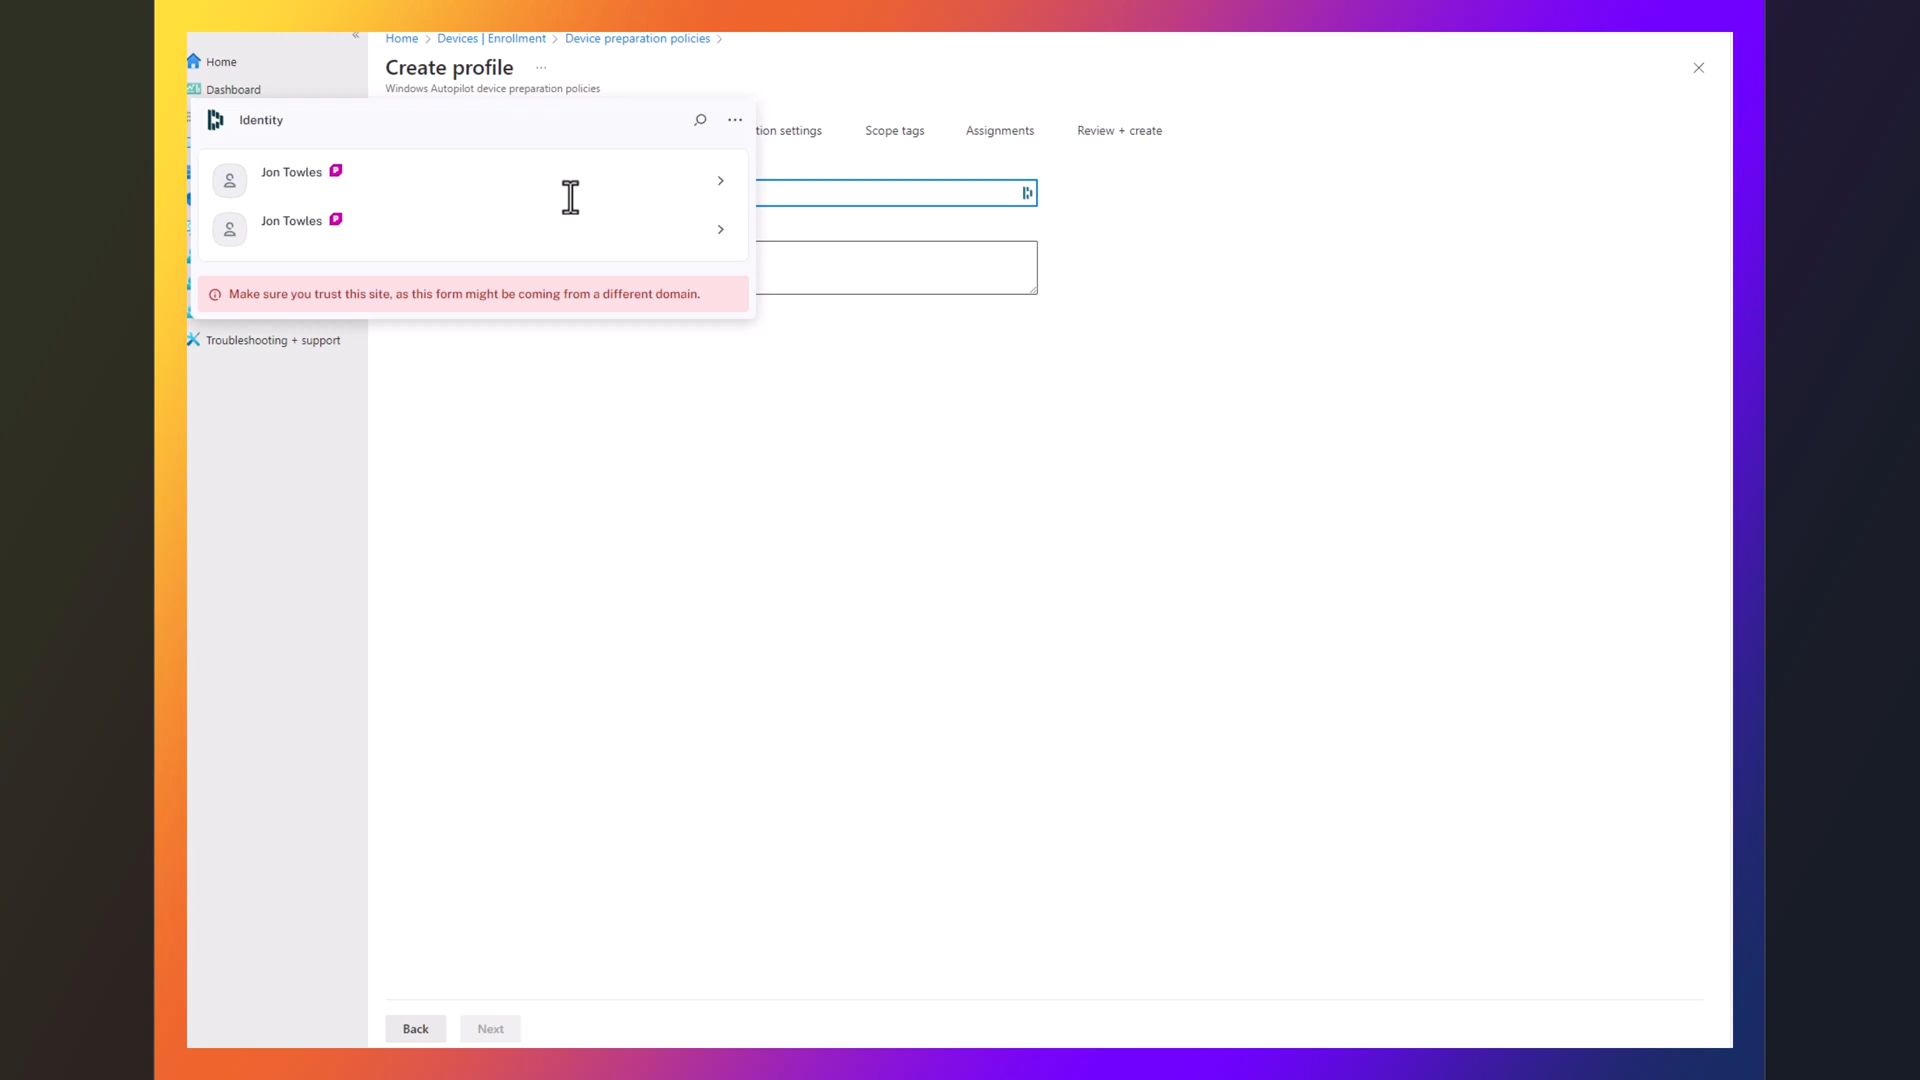 Home > Devices | Enrollment > Device preparation policies >
Home
Create profile ...
Windows Autopilot device preparation policies
Dashboard
Identity
tion settings
Scope tags
Assignments
Review + create
Jon Towles
Jon Towles
Make sure you trust this site, as this form might be coming from a different domain.
Troubleshooting + support
Back
Next